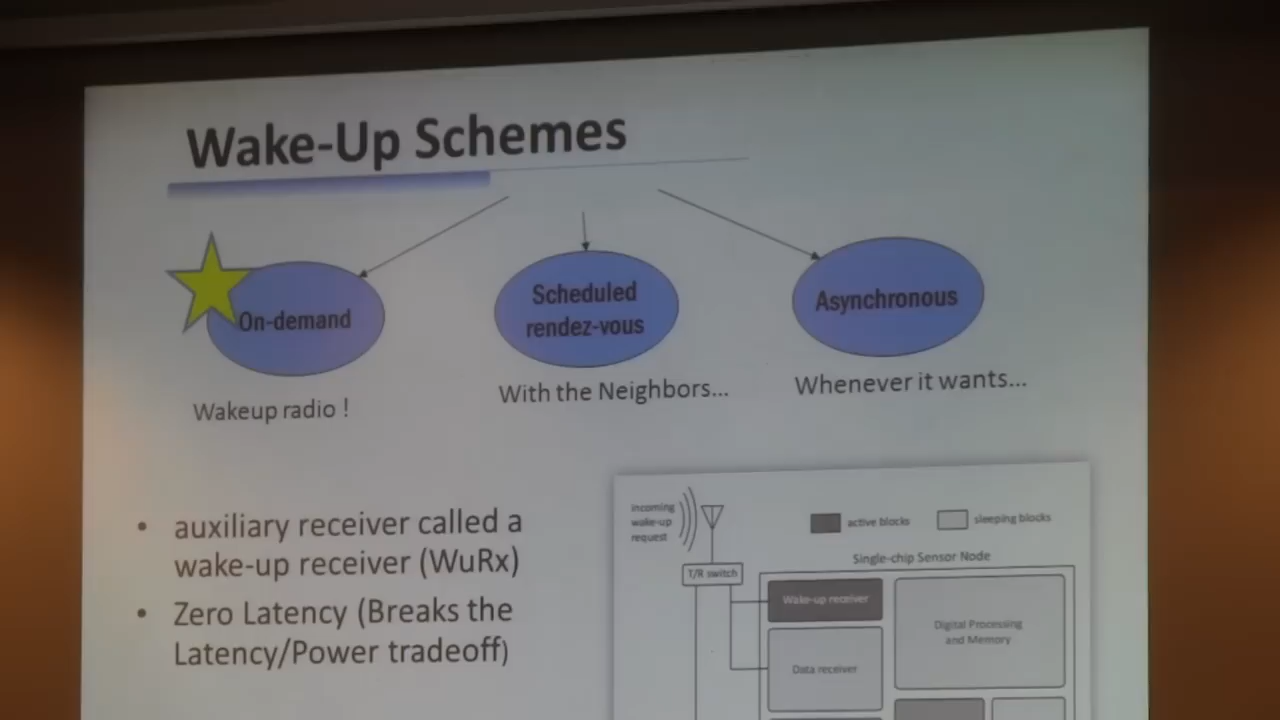 Wake-Up Schemes
On-demand
Scheduled
rendez-vous
Asynchronous
Wakeup radio !
With the Neighbors...
Whenever it wants...
• auxiliary receiver called a
wake-up receiver (WuRx)
• Zero Latency (Breaks the
Latency/Power tradeoff)
incoming
wake-up
request
active blocks
sleeping blocks
Single-chip Sensor Node
T/R switch
Wake-up receiver
Digital Processing
and Memory
Data receiver